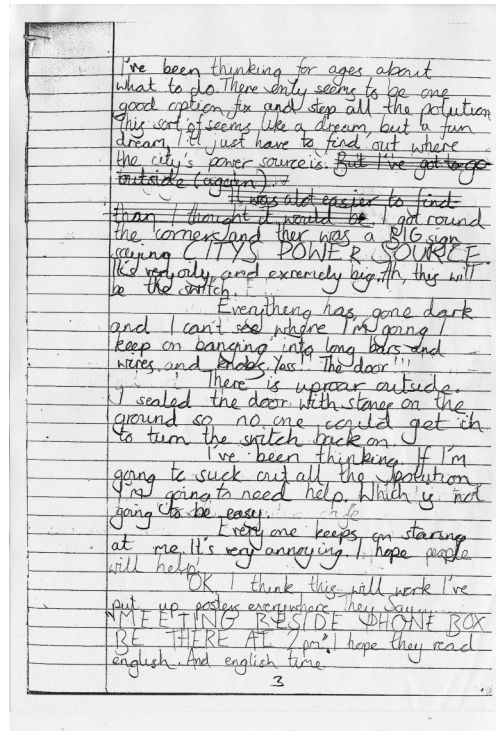 I've been thinking for ages about
what to do. There only seems to be one
good option, fix and stop all the polution
This sort of seems like a dream, but a fun
dream, I'll just have to find out where
the city's power source is. But I've got to go
outside (again).
It was alot easier to find
than I thought it would be. I got round
the corner and ther was a BIG sign
saying CITYS POWER SOURCE.
It's very oily and extremely big. Ah, this will
be the switch.
Everything has gone dark
and I can't see where I'm going I
keep on banging into long bars and
wires and knobs. Yass!! The door!!!
There is uproar outside.
I sealed the door with stones on the
ground so no one could get in
to turn the switch back on.
I've been thinking. If I'm
going to suck out all the polution
I'm going to need help. Which is not
going to be easy.
Every one keeps on staring
at me. It's very annoying. I hope people
will help.
OK I think this will work I've
put up posters everywhere They say...
"MEETING BESIDE PHONE BOX
BE THERE AT 2pm". I hope they read
english. And english time
3